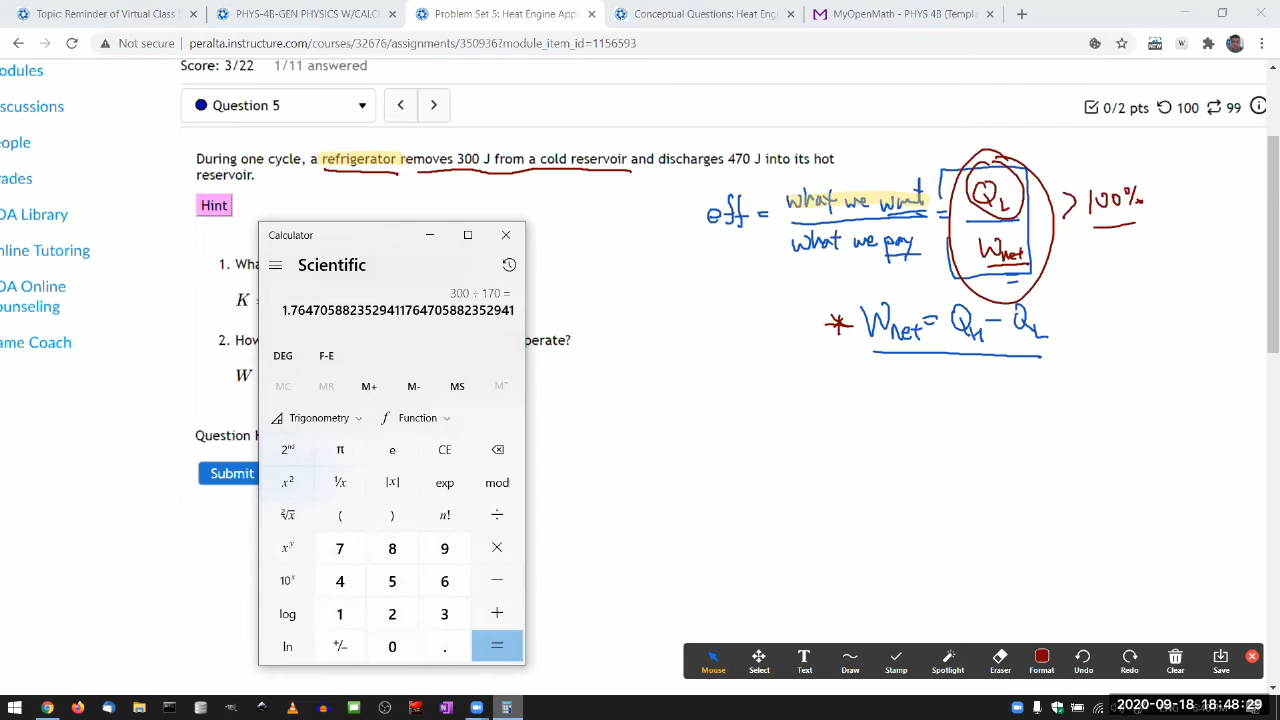 Topic: Reminder of Virtual Class
PHYS-4B-GEN PHYSICS W/CALC
Problem Set 5: Heat Engine Appl
Conceptual Questions: Heat Eng
MyOpenMath - PHYS 4B (Templa
Not secure
peralta.instructure.com/courses/32676/assignments/350936?module_item_id=1156593
odules
scussions
eople
rades
DA Library
nline Tutoring
DA Online
ounseling
ame Coach
Score: 3/22 1/11 answered
Question 5
0/2 pts 100 99
During one cycle, a refrigerator removes 300 J from a cold reservoir and discharges 470 J into its hot
reservoir.
Hint
1. Wha
K =
2. How
perate?
W
Question H
Submit
eff = what we want / what we pay = QL / Wnet > 100%
* Wnet = QH - QL
Calculator
Scientific
300 ÷ 170 =
1.7647058823529411764705882352941
DEG F-E
MC MR M+ M- MS M˅
Trigonometry Function
2nd π e CE
x² ¹/x |x| exp mod
²√x ( ) n! ÷
xʸ 7 8 9 ×
10ˣ 4 5 6 −
log 1 2 3 +
ln +/− 0 . =
Mouse Select Text Draw Stamp Spotlight Eraser Format Undo Redo Clear Save
2020-09-18 18:48:29